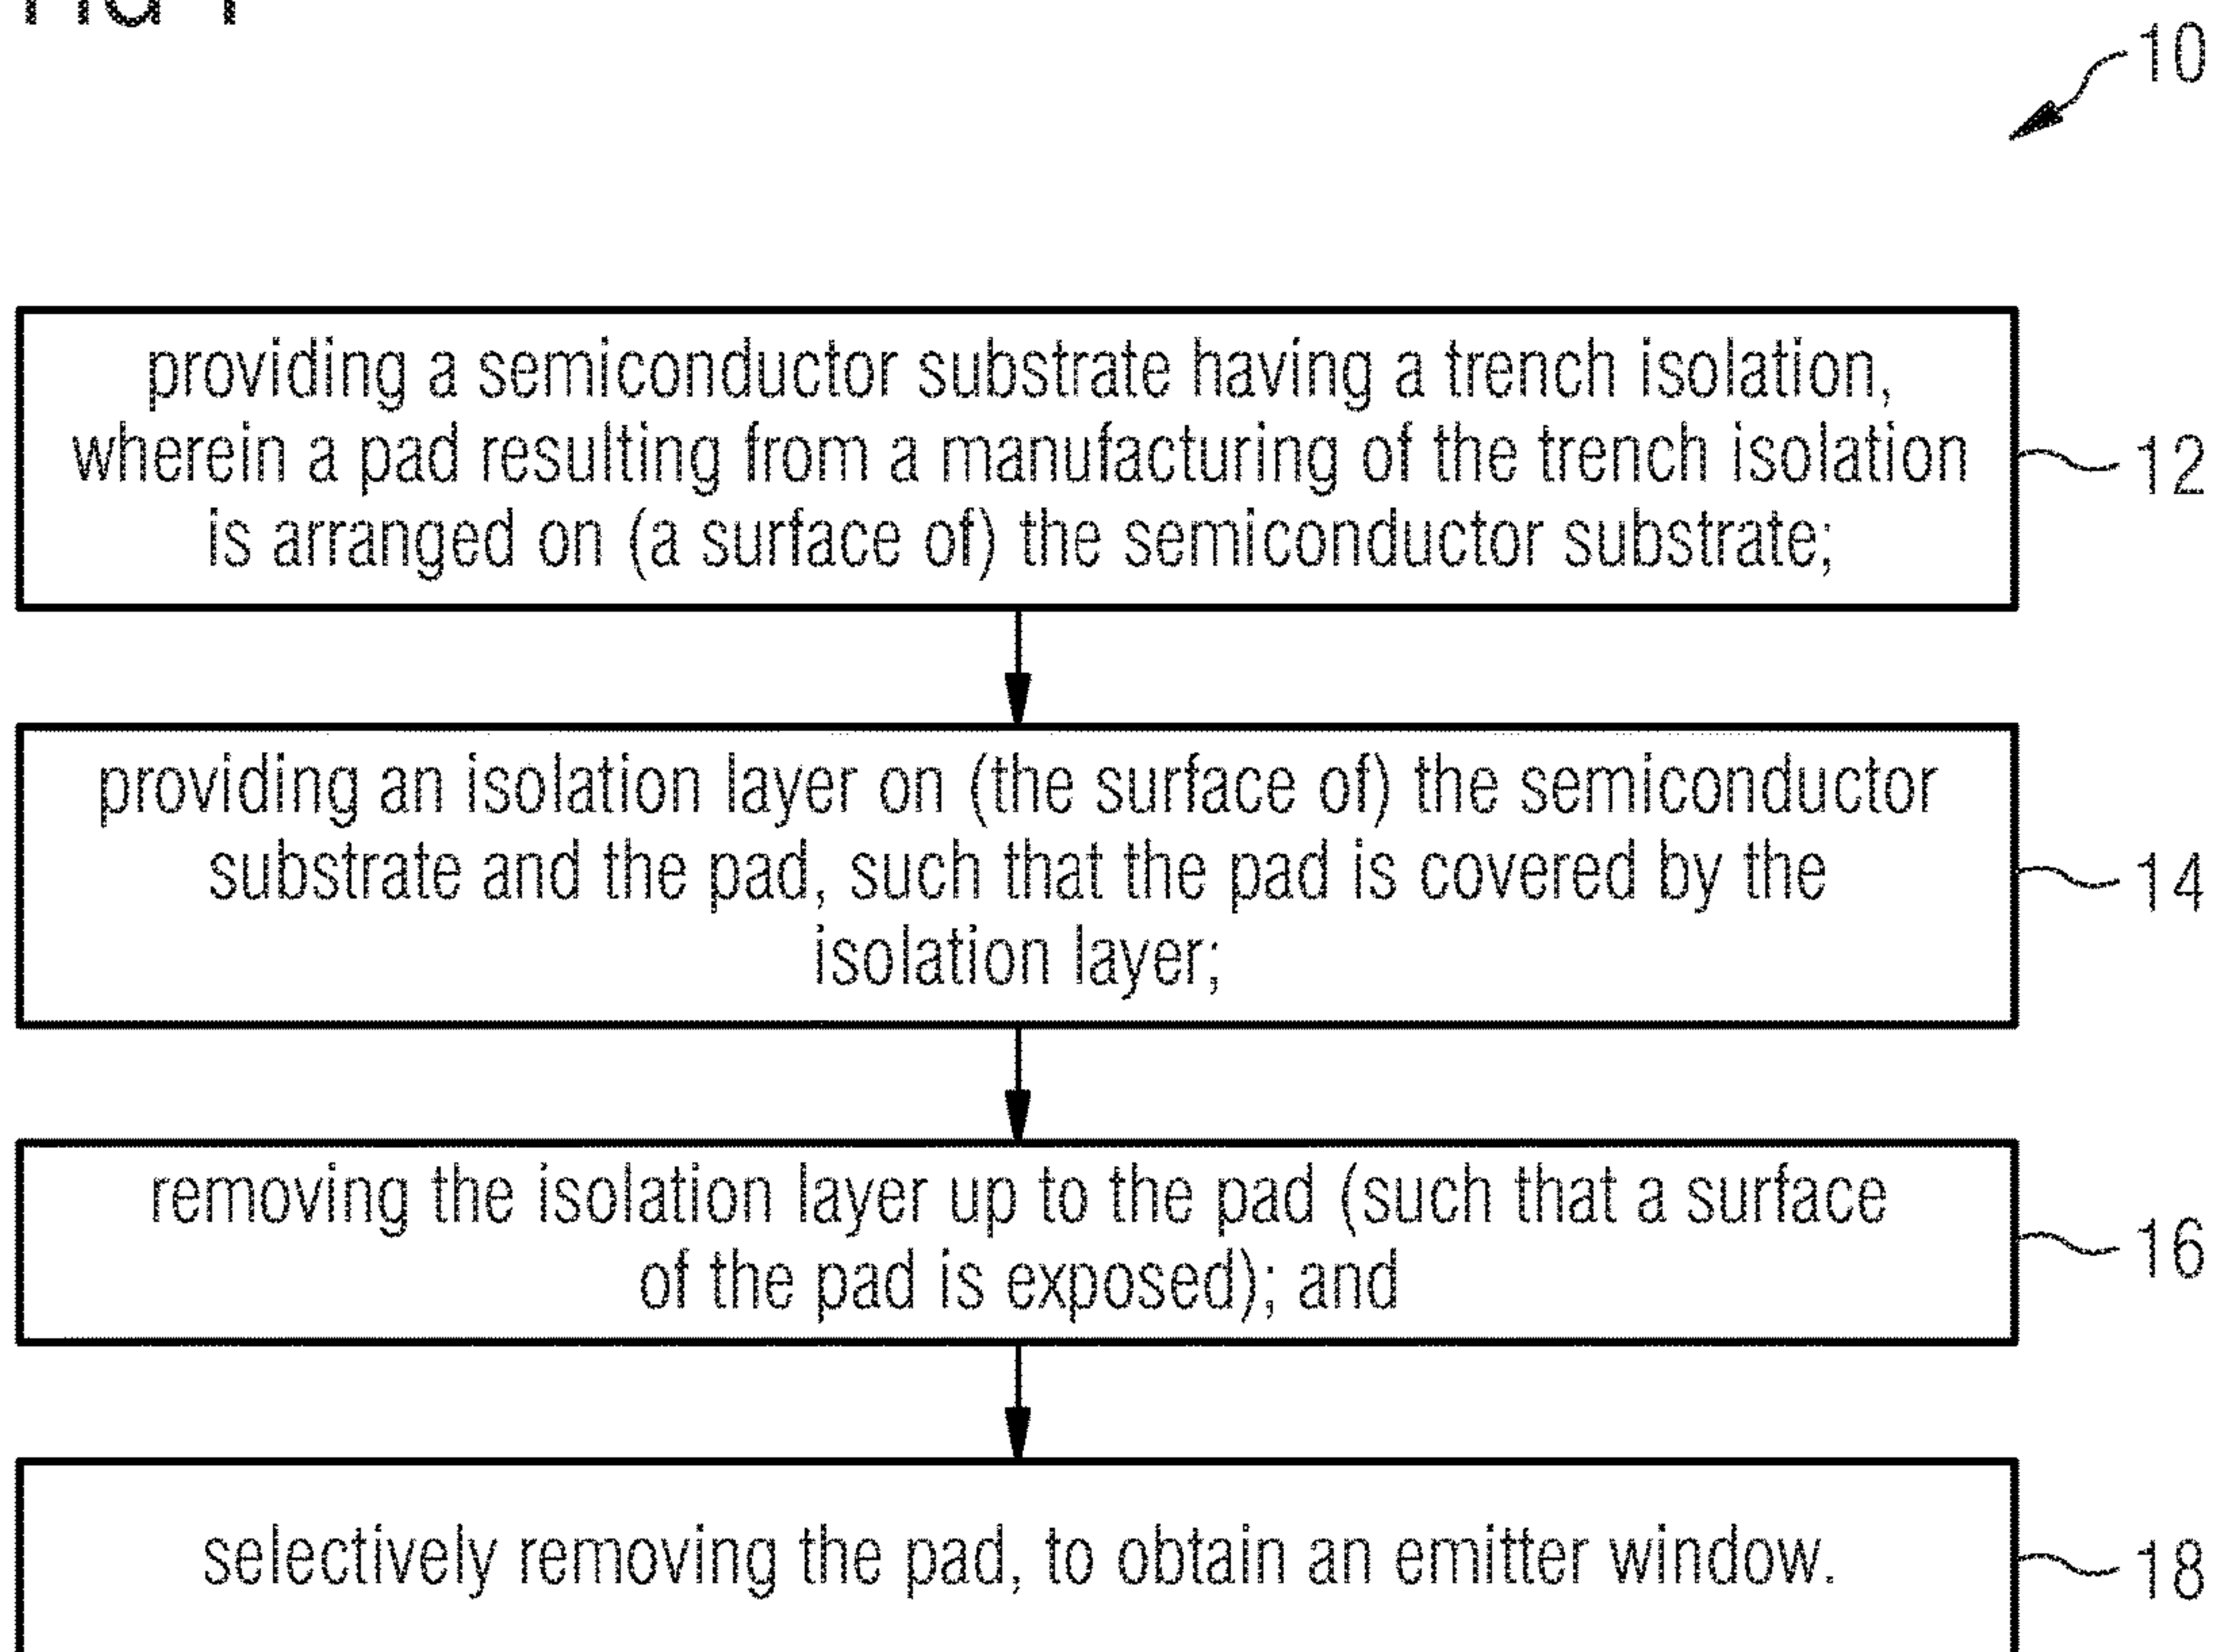 10
providing a semiconductor substrate having a trench isolation,
wherein a pad resulting from a manufacturing of the trench isolation
is arranged on (a surface of) the semiconductor substrate;
12
providing an isolation layer on (the surface of) the semiconductor
substrate and the pad, such that the pad is covered by the
isolation layer;
14
removing the isolation layer up to the pad (such that a surface
of the pad is exposed); and
16
selectively removing the pad, to obtain an emitter window.
18